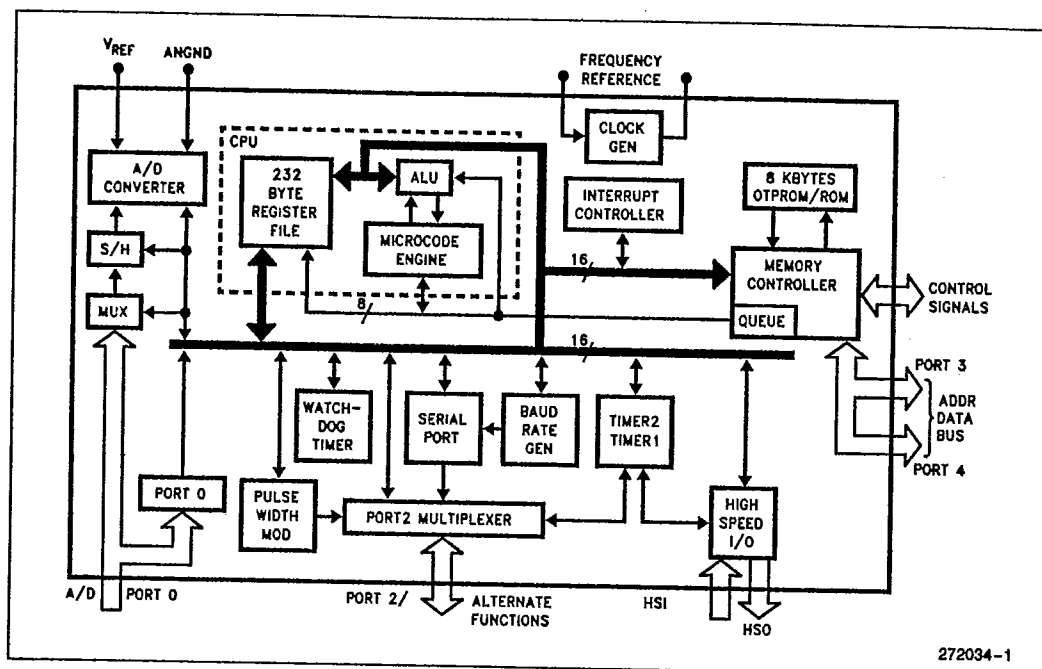 VREF
ANGND
FREQUENCY
REFERENCE
CPU
CLOCK
GEN
A/D
CONVERTER
232
BYTE
REGISTER
FILE
ALU
INTERRUPT
CONTROLLER
8 KBYTES
OTPROM/ROM
S/H
MICROCODE
ENGINE
16
MEMORY
CONTROLLER
CONTROL
SIGNALS
MUX
8
QUEUE
16
PORT 3
ADDR
DATA
BUS
PORT 4
WATCH-
DOG
TIMER
SERIAL
PORT
BAUD
RATE
GEN
TIMER2
TIMER1
PORT 0
PULSE
WIDTH
MOD
PORT2 MULTIPLEXER
HIGH
SPEED
I/O
A/D
PORT 0
PORT 2/
ALTERNATE
FUNCTIONS
HSI
HSO
272034-1